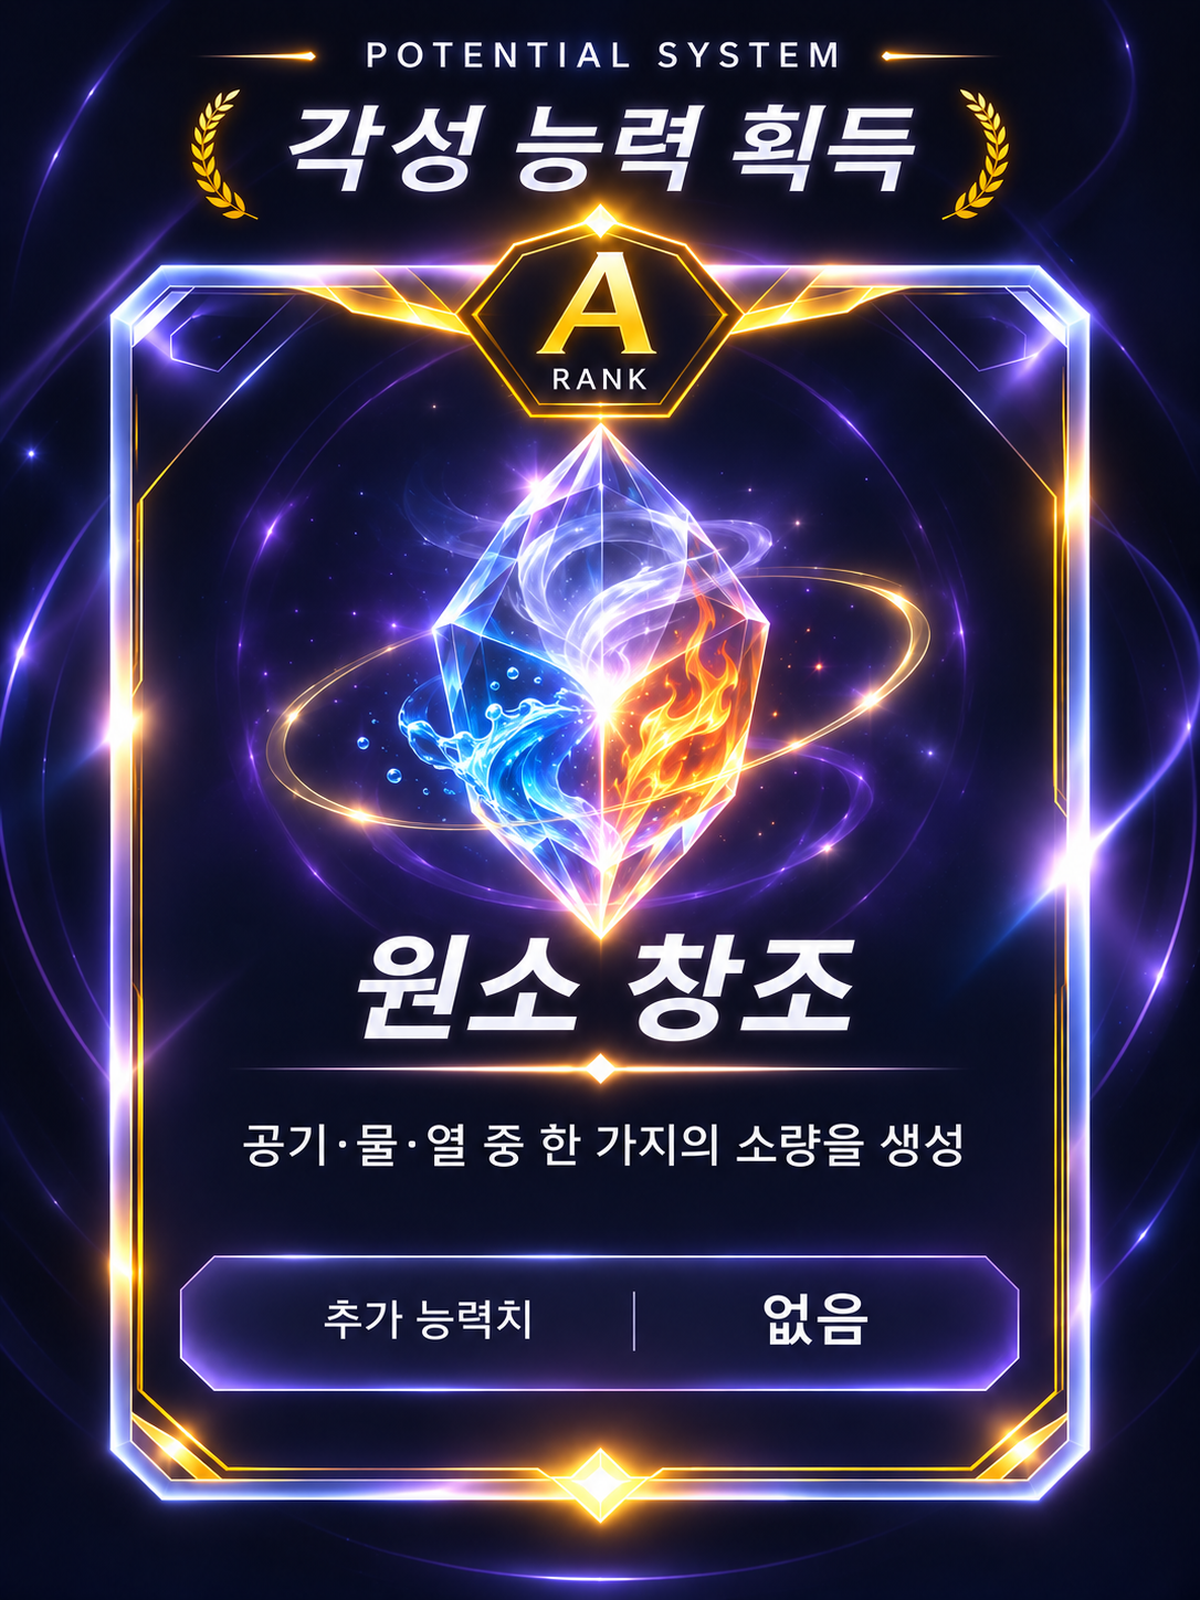 POTENTIAL SYSTEM
각성 능력 획득
A
RANK
원소 창조
공기·물·열 중 한 가지의 소량을 생성
추가 능력치 | 없음